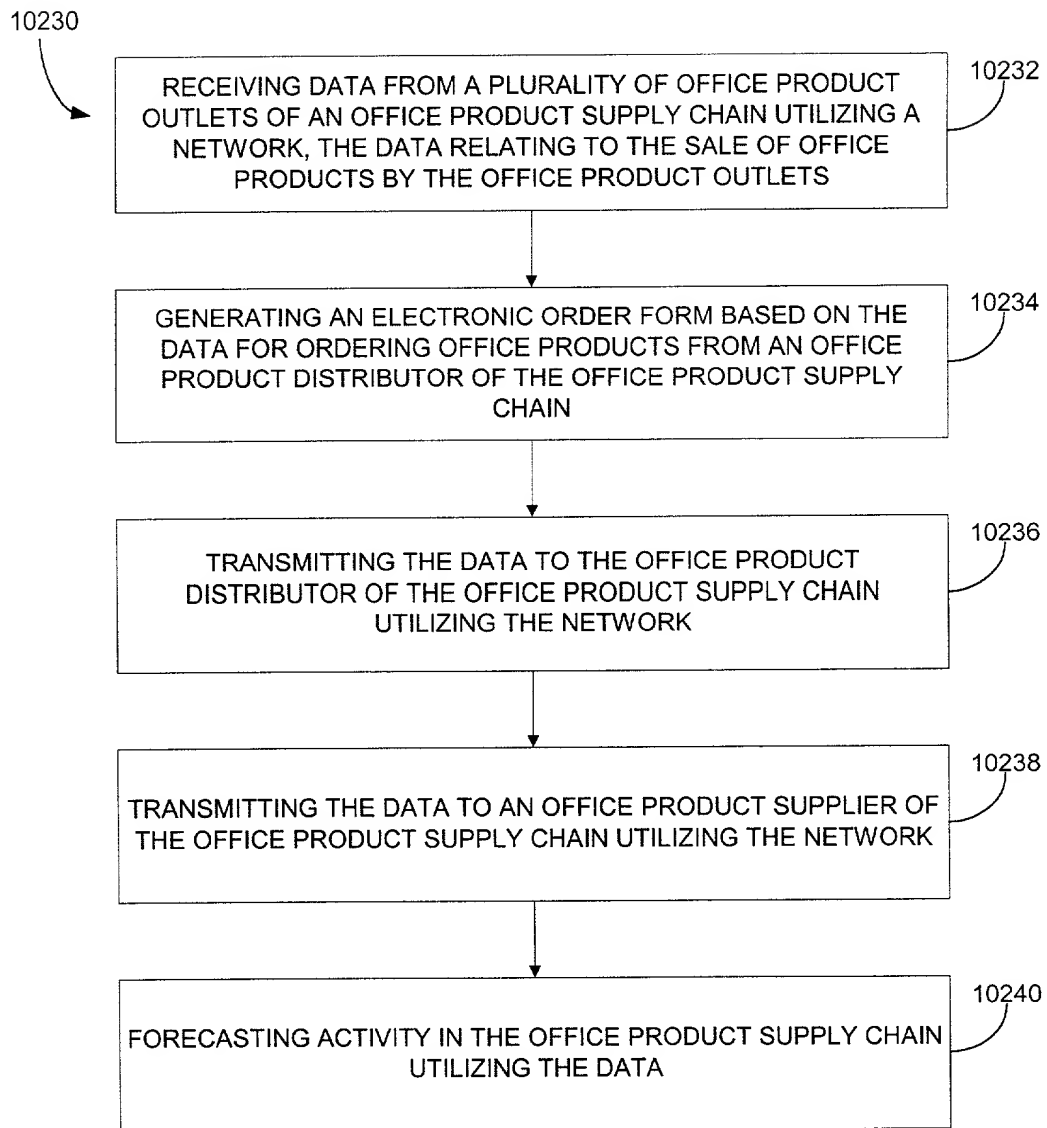 10230
RECEIVING DATA FROM A PLURALITY OF OFFICE PRODUCT
OUTLETS OF AN OFFICE PRODUCT SUPPLY CHAIN UTILIZING A
NETWORK, THE DATA RELATING TO THE SALE OF OFFICE
PRODUCTS BY THE OFFICE PRODUCT OUTLETS
10232
GENERATING AN ELECTRONIC ORDER FORM BASED ON THE
DATA FOR ORDERING OFFICE PRODUCTS FROM AN OFFICE
PRODUCT DISTRIBUTOR OF THE OFFICE PRODUCT SUPPLY
CHAIN
10234
TRANSMITTING THE DATA TO THE OFFICE PRODUCT
DISTRIBUTOR OF THE OFFICE PRODUCT SUPPLY CHAIN
UTILIZING THE NETWORK
10236
TRANSMITTING THE DATA TO AN OFFICE PRODUCT SUPPLIER OF
THE OFFICE PRODUCT SUPPLY CHAIN UTILIZING THE NETWORK
10238
FORECASTING ACTIVITY IN THE OFFICE PRODUCT SUPPLY CHAIN
UTILIZING THE DATA
10240